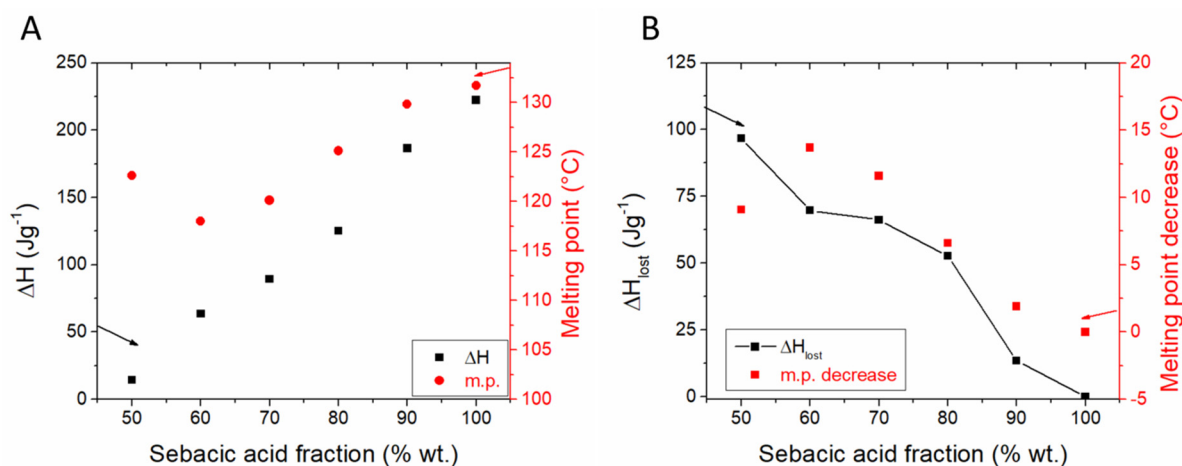 A
250
200
150
100
50
0
ΔH (Jg⁻¹)
50 60 70 80 90 100
Sebacic acid fraction (% wt.)
130
125
120
115
110
105
100
Melting point (°C)
ΔH
m.p.
B
125
100
75
50
25
0
ΔH_lost (Jg⁻¹)
50 60 70 80 90 100
Sebacic acid fraction (% wt.)
20
15
10
5
0
-5
Melting point decrease (°C)
ΔH_lost
m.p. decrease